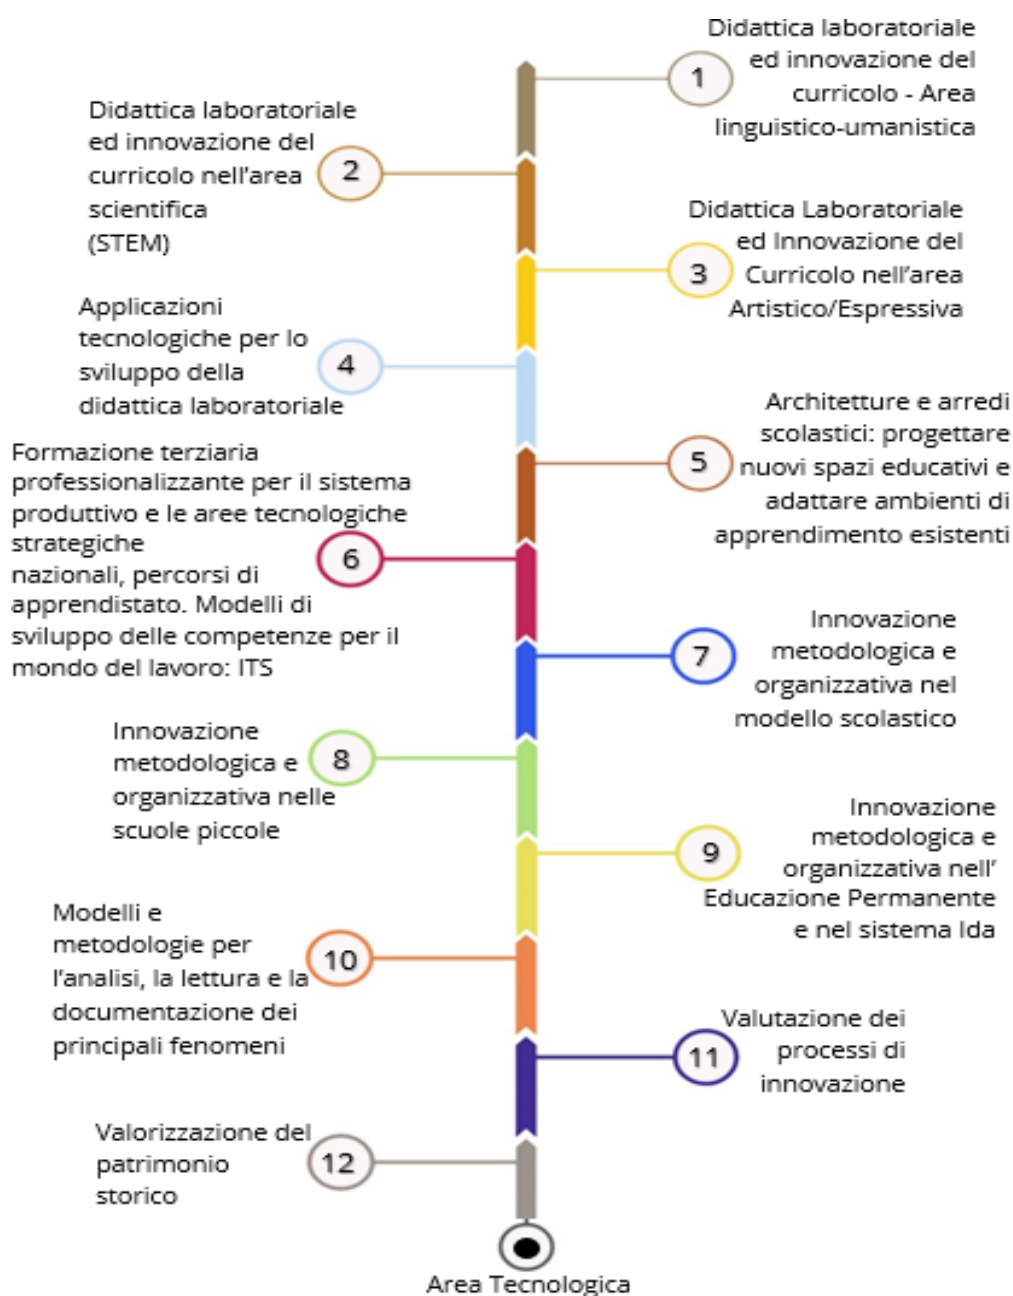 1
Didattica laboratoriale
ed innovazione del
curricolo - Area
linguistico-umanistica
2
Didattica laboratoriale
ed innovazione del
curricolo nell'area
scientifica
(STEM)
3
Didattica Laboratoriale
ed Innovazione del
Curricolo nell'area
Artistico/Espressiva
4
Applicazioni
tecnologiche per lo
sviluppo della
didattica laboratoriale
5
Architetture e arredi
scolastici: progettare
nuovi spazi educativi e
adattare ambienti di
apprendimento esistenti
6
Formazione terziaria
professionalizzante per il sistema
produttivo e le aree tecnologiche
strategiche
nazionali, percorsi di
apprendistato. Modelli di
sviluppo delle competenze per il
mondo del lavoro: ITS
7
Innovazione
metodologica e
organizzativa nel
modello scolastico
8
Innovazione
metodologica e
organizzativa nelle
scuole piccole
9
Innovazione
metodologica e
organizzativa nell'
Educazione Permanente
e nel sistema Ida
10
Modelli e
metodologie per
l'analisi, la lettura e la
documentazione dei
principali fenomeni
11
Valutazione dei
processi di
innovazione
12
Valorizzazione del
patrimonio
storico
Area Tecnologica